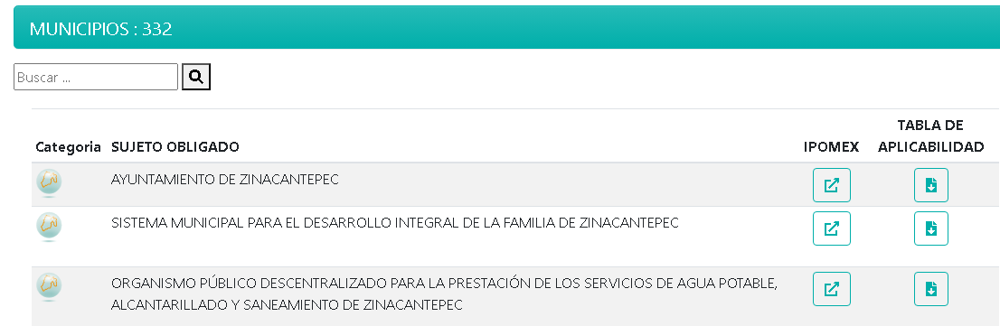 MUNICIPIOS : 332
Buscar ...
Categoria SUJETO OBLIGADO IPOMEX TABLA DE APLICABILIDAD
AYUNTAMIENTO DE ZINACANTEPEC
SISTEMA MUNICIPAL PARA EL DESARROLLO INTEGRAL DE LA FAMILIA DE ZINACANTEPEC
ORGANISMO PÚBLICO DESCENTRALIZADO PARA LA PRESTACIÓN DE LOS SERVICIOS DE AGUA POTABLE,
ALCANTARILLADO Y SANEAMIENTO DE ZINACANTEPEC